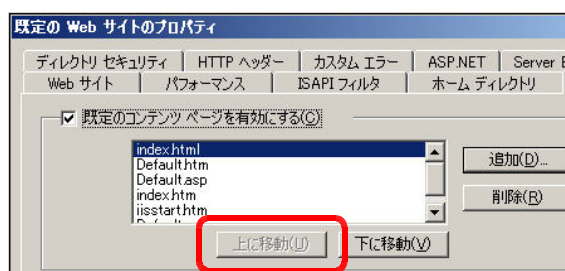 既定の Web サイトのプロパティ
ディレクトリ セキュリティ HTTP ヘッダー カスタム エラー ASP.NET Server E
Web サイト パフォーマンス ISAPI フィルタ ホーム ディレクトリ
既定のコンテンツ ページを有効にする(C)
index.html
Default.htm
追加(D)...
Default.asp
index.htm
削除(R)
iisstart.htm
上に移動(U) 下に移動(V)